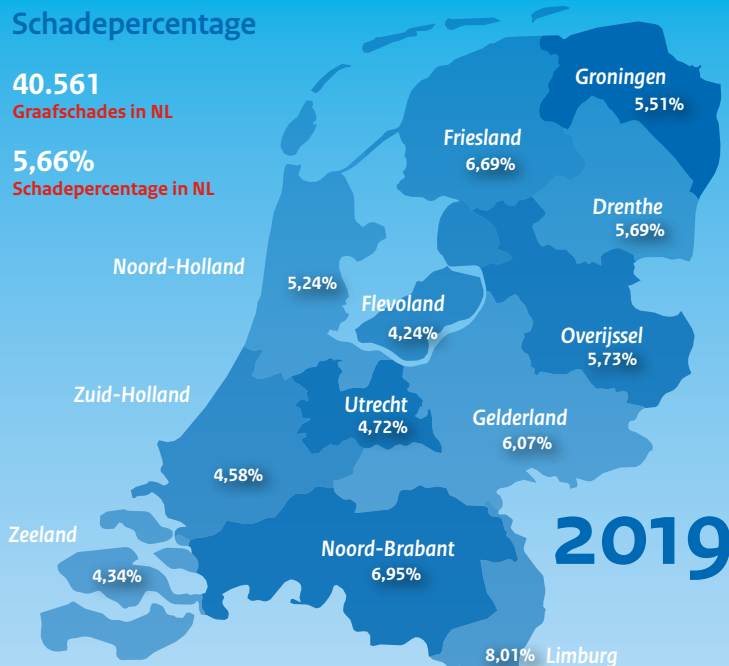 Schadepercentage
40.561
Graafschades in NL
5,66%
Schadepercentage in NL
Groningen
5,51%
Friesland
6,69%
Drenthe
5,69%
Noord-Holland
5,24%
Flevoland
4,24%
Overijssel
5,73%
Zuid-Holland
4,58%
Utrecht
4,72%
Gelderland
6,07%
Zeeland
4,34%
Noord-Brabant
6,95%
2019
8,01% Limburg